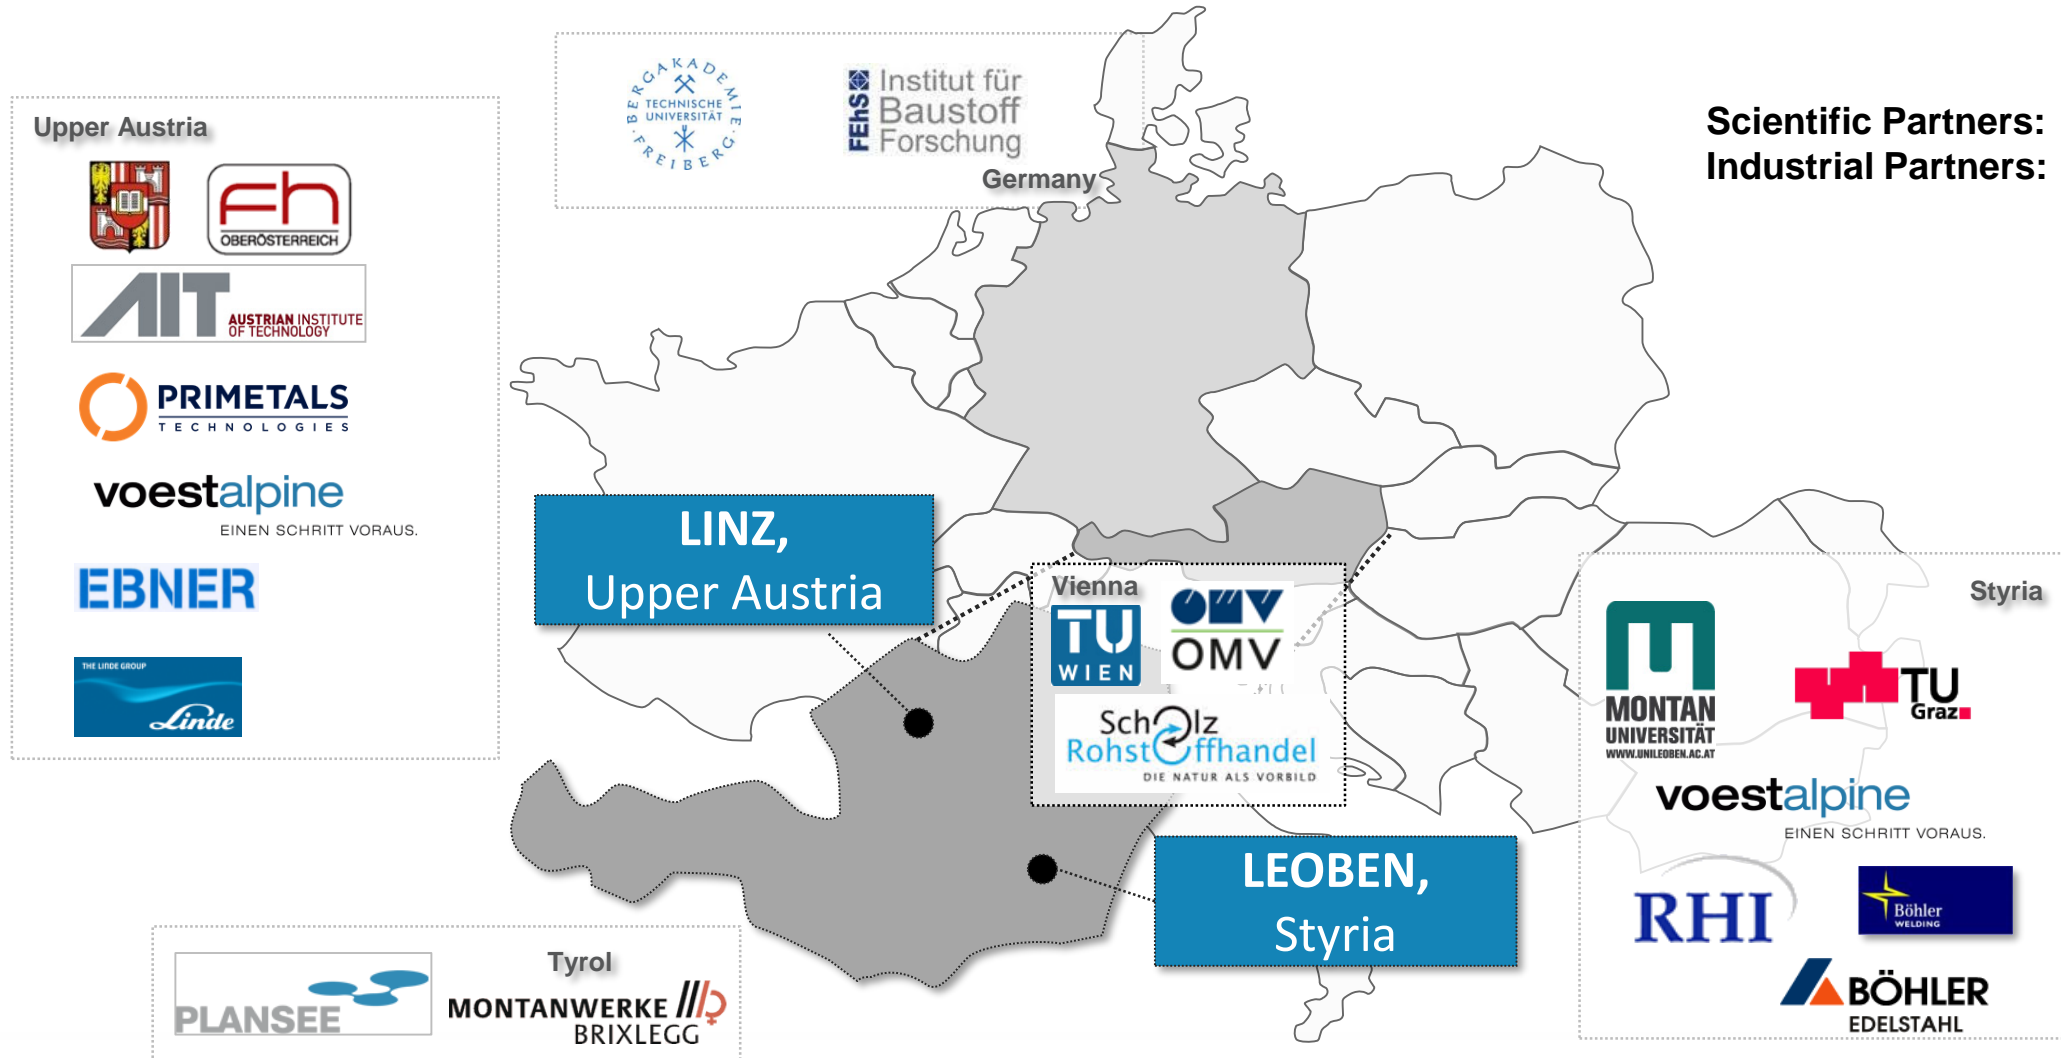 Upper Austria
OBERÖSTERREICH
AIT
AUSTRIAN INSTITUTE
OF TECHNOLOGY
PRIMETALS
TECHNOLOGIES
voestalpine
EINEN SCHRITT VORAUS.
EBNER
THE LINDE GROUP
Linde
BERGAKADEMIE
TECHNISCHE
UNIVERSITÄT
FREIBERG
FEhS
Institut für
Baustoff
Forschung
Germany
Scientific Partners:
Industrial Partners:
LINZ,
Upper Austria
Vienna
TU
WIEN
OMV
OMV
Scholz
Rohstoffhandel
DIE NATUR ALS VORBILD
LEOBEN,
Styria
Styria
MONTAN
UNIVERSITÄT
WWW.UNILEOBEN.AC.AT
TU
Graz
voestalpine
EINEN SCHRITT VORAUS.
RHI
Böhler
WELDING
BÖHLER
EDELSTAHL
Tyrol
PLANSEE
MONTANWERKE
BRIXLEGG
fh